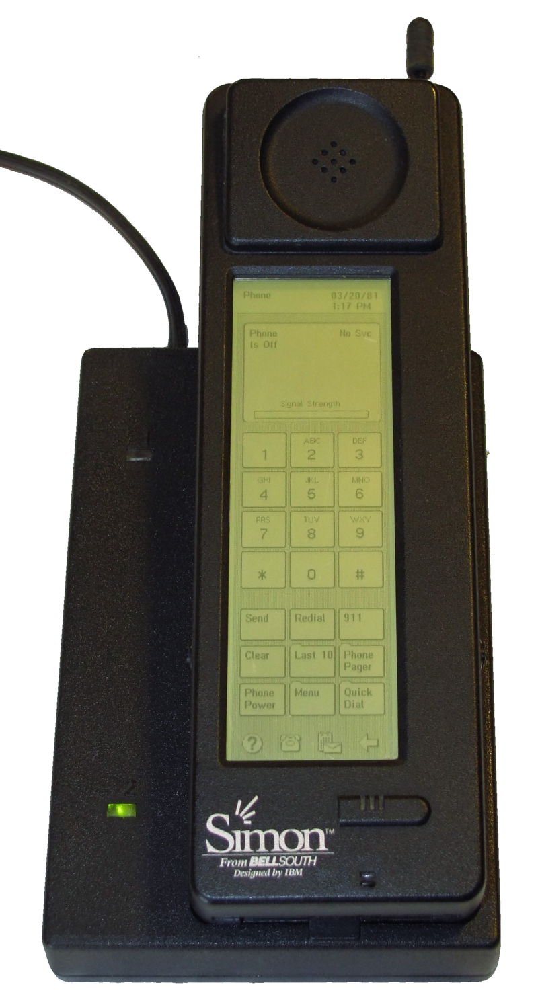 Phone 03/20/81
1:17 PM
Phone No Svc
Is Off
Signal Strength
1
ABC
2
DEF
3
GHI
4
JKL
5
MNO
6
PRS
7
TUV
8
WXY
9
*
0
#
Send
Redial
911
Clear
Last 10
Phone
Pager
Phone
Power
Menu
Quick
Dial
?
2
Simon™
From BELLSOUTH
Designed by IBM